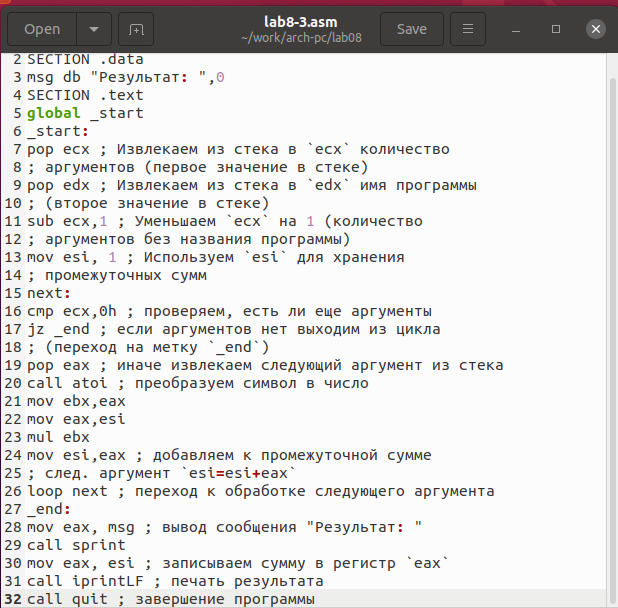 Open
lab8-3.asm
~/work/arch-pc/lab08
Save
2 SECTION .data
3 msg db "Результат: ",0
4 SECTION .text
5 global _start
6 _start:
7 pop ecx ; Извлекаем из стека в `ecx` количество
8 ; аргументов (первое значение в стеке)
9 pop edx ; Извлекаем из стека в `edx` имя программы
10 ; (второе значение в стеке)
11 sub ecx,1 ; Уменьшаем `ecx` на 1 (количество
12 ; аргументов без названия программы)
13 mov esi, 1 ; Используем `esi` для хранения
14 ; промежуточных сумм
15 next:
16 cmp ecx,0h ; проверяем, есть ли еще аргументы
17 jz _end ; если аргументов нет выходим из цикла
18 ; (переход на метку `_end`)
19 pop eax ; иначе извлекаем следующий аргумент из стека
20 call atoi ; преобразуем символ в число
21 mov ebx,eax
22 mov eax,esi
23 mul ebx
24 mov esi,eax ; добавляем к промежуточной сумме
25 ; след. аргумент `esi=esi+eax`
26 loop next ; переход к обработке следующего аргумента
27 _end:
28 mov eax, msg ; вывод сообщения "Результат: "
29 call sprint
30 mov eax, esi ; записываем сумму в регистр `eax`
31 call iprintLF ; печать результата
32 call quit ; завершение программы